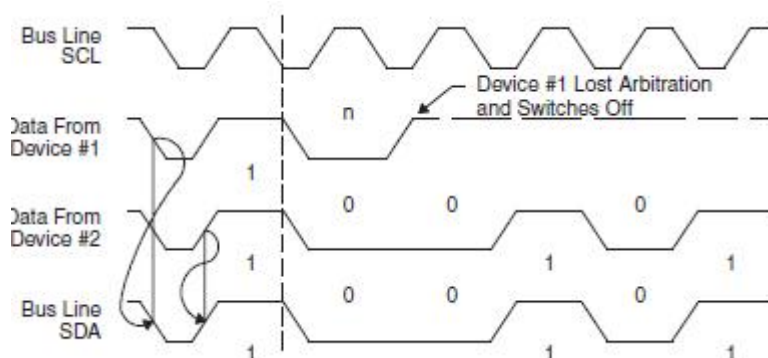 Bus Line
SCL
Device #1 Lost Arbitration
and Switches Off
n
Data From
Device #1
1
0 0 0
Data From
Device #2
1 1 1
0 0 0
Bus Line
SDA
1 1 1